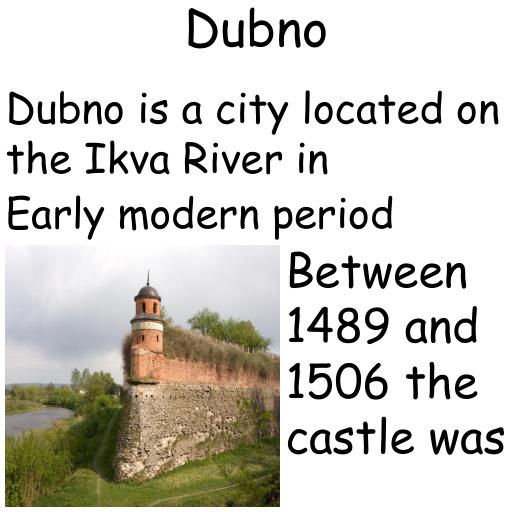 Dubno
Dubno is a city located on
the Ikva River in
Early modern period
Between
1489 and
1506 the
castle was